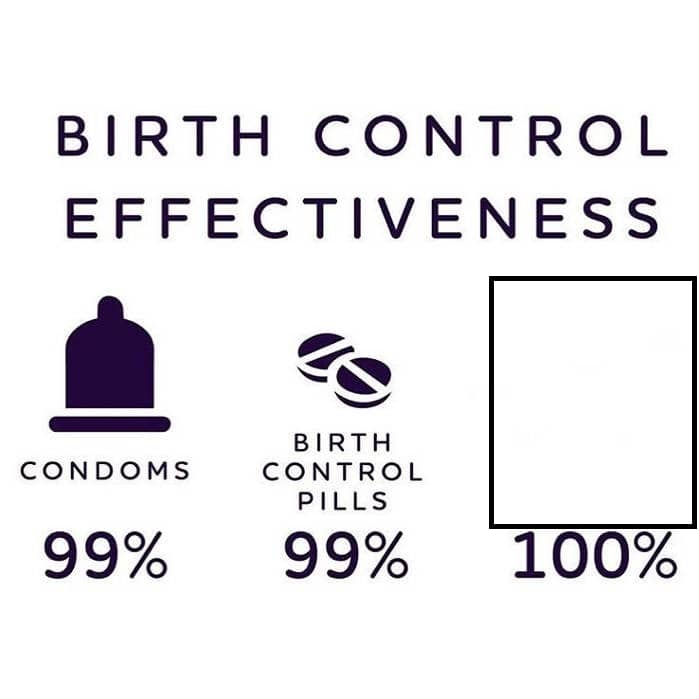 BIRTH CONTROL
EFFECTIVENESS
CONDOMS
99%
BIRTH
CONTROL
PILLS
99%
100%